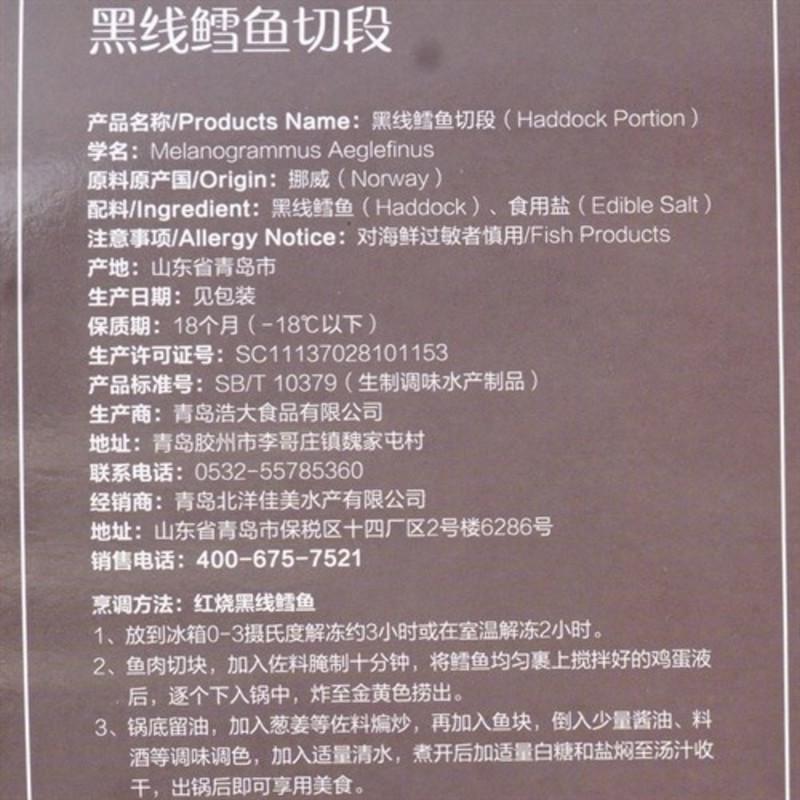 黑线鳕鱼切段
产品名称/Products Name：黑线鳕鱼切段（Haddock Portion）
学名：Melanogrammus Aeglefinus
原料原产国/Origin：挪威（Norway）
配料/Ingredient：黑线鳕鱼（Haddock）、食用盐（Edible Salt）
注意事项/Allergy Notice：对海鲜过敏者慎用/Fish Products
产地：山东省青岛市
生产日期：见包装
保质期：18个月（-18℃以下）
生产许可证号：SC11137028101153
产品标准号：SB/T 10379（生制调味水产制品）
生产商：青岛浩大食品有限公司
地址：青岛胶州市李哥庄镇魏家屯村
联系电话：0532-55785360
经销商：青岛北洋佳美水产有限公司
地址：山东省青岛市保税区十四厂区2号楼6286号
销售电话：400-675-7521
烹调方法：红烧黑线鳕鱼
1、放到冰箱0-3摄氏度解冻约3小时或在室温解冻2小时。
2、鱼肉切块，加入佐料腌制十分钟，将鳕鱼均匀裹上搅拌好的鸡蛋液
后，逐个下入锅中，炸至金黄色捞出。
3、锅底留油，加入葱姜等佐料煸炒，再加入鱼块，倒入少量酱油、料
酒等调味调色，加入适量清水，煮开后加适量白糖和盐焖至汤汁收
干，出锅后即可享用美食。